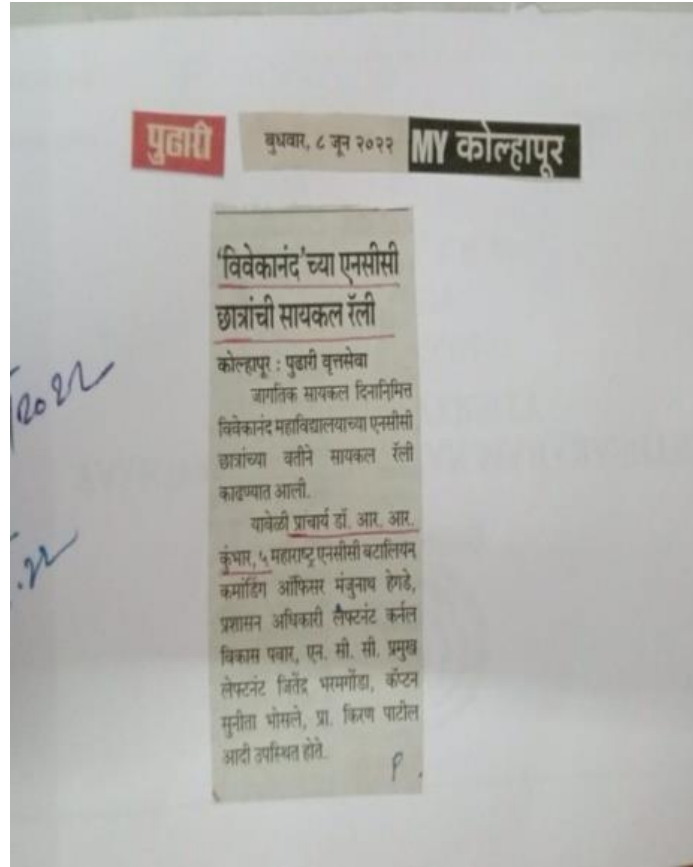 पुढारी
बुधवार, ८ जून २०२२
MY कोल्हापूर
‘विवेकानंद’च्या एनसीसी
छात्रांची सायकल रॅली
कोल्हापूर : पुढारी वृत्तसेवा
जागतिक सायकल दिनानिमित्त
विवेकानंद महाविद्यालयाच्या एनसीसी
छात्रांच्या वतीने सायकल रॅली
काढण्यात आली.
यावेळी प्राचार्य डॉ. आर. आर.
कुंभार, ५ महाराष्ट्र एनसीसी बटालियन
कमांडिंग ऑफिसर मंजुनाथ हेगडे,
प्रशासन अधिकारी लेफ्टनंट कर्नल
विकास पवार, एन. सी. सी. प्रमुख
लेफ्टनंट जितेंद्र भरमगोंडा, कॅप्टन
सुनीता भोसले, प्रा. किरण पाटील
आदी उपस्थित होते.
P
/2022
.22